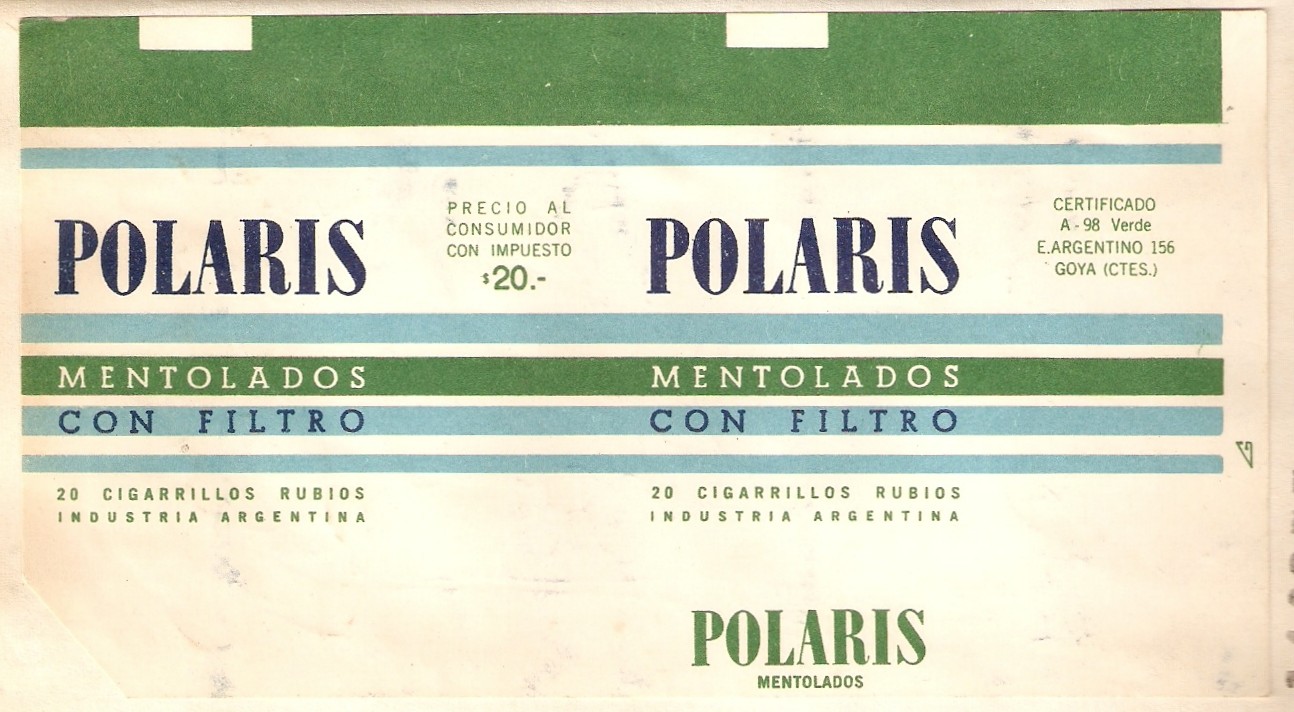 POLARIS
PRECIO AL
CONSUMIDOR
CON IMPUESTO
$20.-
POLARIS
CERTIFICADO
A - 98 Verde
E. ARGENTINO 156
GOYA (CTES.)
MENTOLADOS
MENTOLADOS
CON FILTRO
CON FILTRO
20 CIGARRILLOS RUBIOS
INDUSTRIA ARGENTINA
20 CIGARRILLOS RUBIOS
INDUSTRIA ARGENTINA
POLARIS
MENTOLADOS